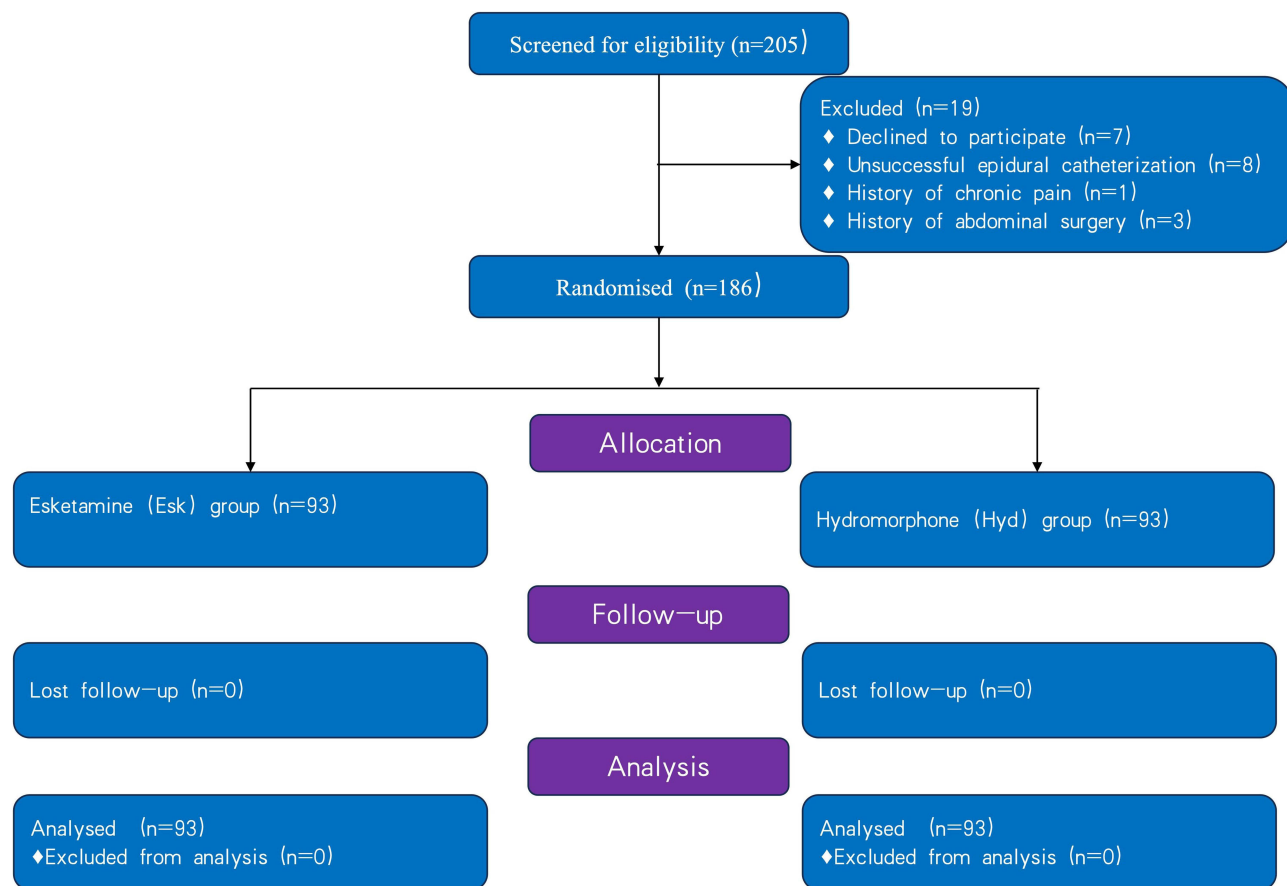 Screened for eligibility (n=205)
Excluded (n=19)
♦ Declined to participate (n=7)
♦ Unsuccessful epidural catheterization (n=8)
♦ History of chronic pain (n=1)
♦ History of abdominal surgery (n=3)
Randomised (n=186)
Allocation
Esketamine (Esk) group (n=93)
Hydromorphone (Hyd) group (n=93)
Follow-up
Lost follow-up (n=0)
Lost follow-up (n=0)
Analysis
Analysed (n=93)
♦Excluded from analysis (n=0)
Analysed (n=93)
♦Excluded from analysis (n=0)